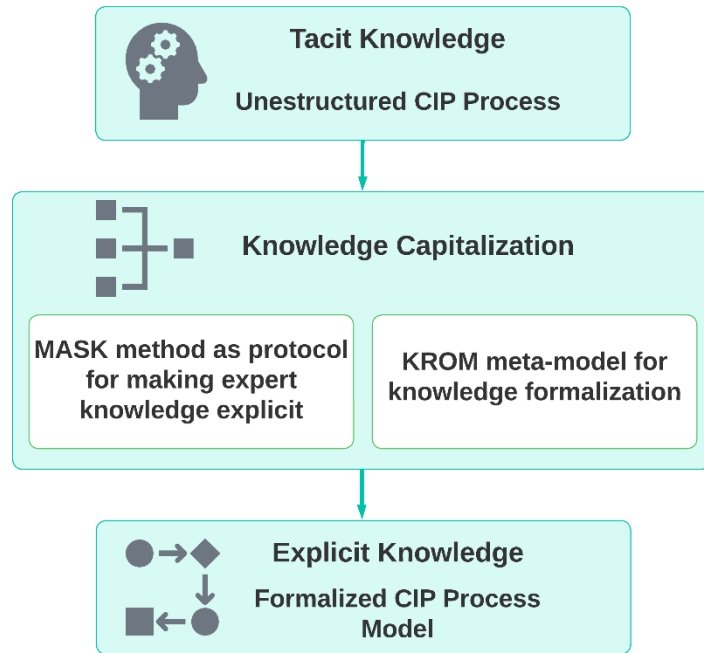 Tacit Knowledge
Unestructured CIP Process
Knowledge Capitalization
MASK method as protocol
for making expert
knowledge explicit
KROM meta-model for
knowledge formalization
Explicit Knowledge
Formalized CIP Process
Model